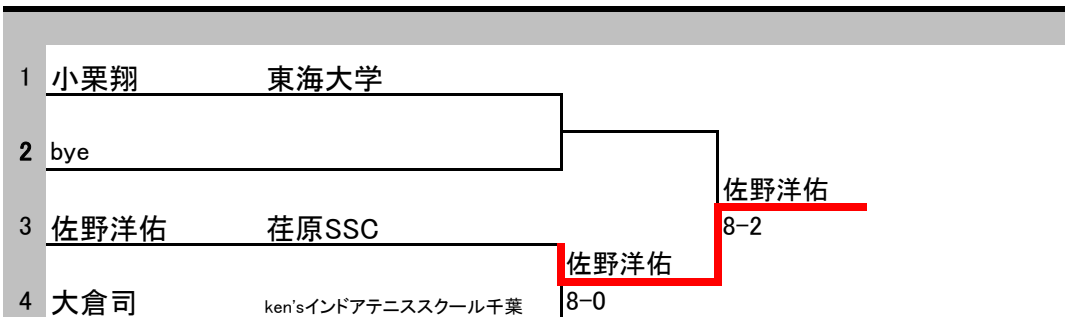 1 小栗翔 東海大学
2 bye
佐野洋佑
3 佐野洋佑 荏原SSC 8-2
佐野洋佑
4 大倉司 ken'sインドアテニススクール千葉 8-0